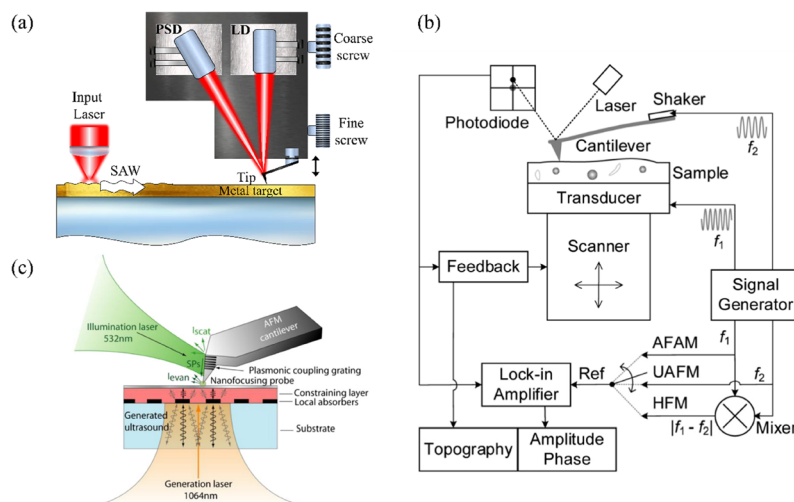 (a)
PSD
LD
Coarse
screw
Input
Laser
Fine
screw
SAW
Tip
Metal target
(b)
Laser
Shaker
Photodiode
f2
Cantilever
Sample
Transducer
f1
Scanner
Feedback
Signal
Generator
AFAM
f1
Ref
UAFM
f2
Lock-in
Amplifier
HFM
|f1 - f2|
Mixer
Topography
Amplitude
Phase
(c)
Iscat
AFM
cantilever
Illumination laser
532nm
SPs
Plasmonic coupling grating
Ievan
Nanofocusing probe
Constraining layer
Local absorbers
Generated
ultrasound
Substrate
Generation laser
1064nm